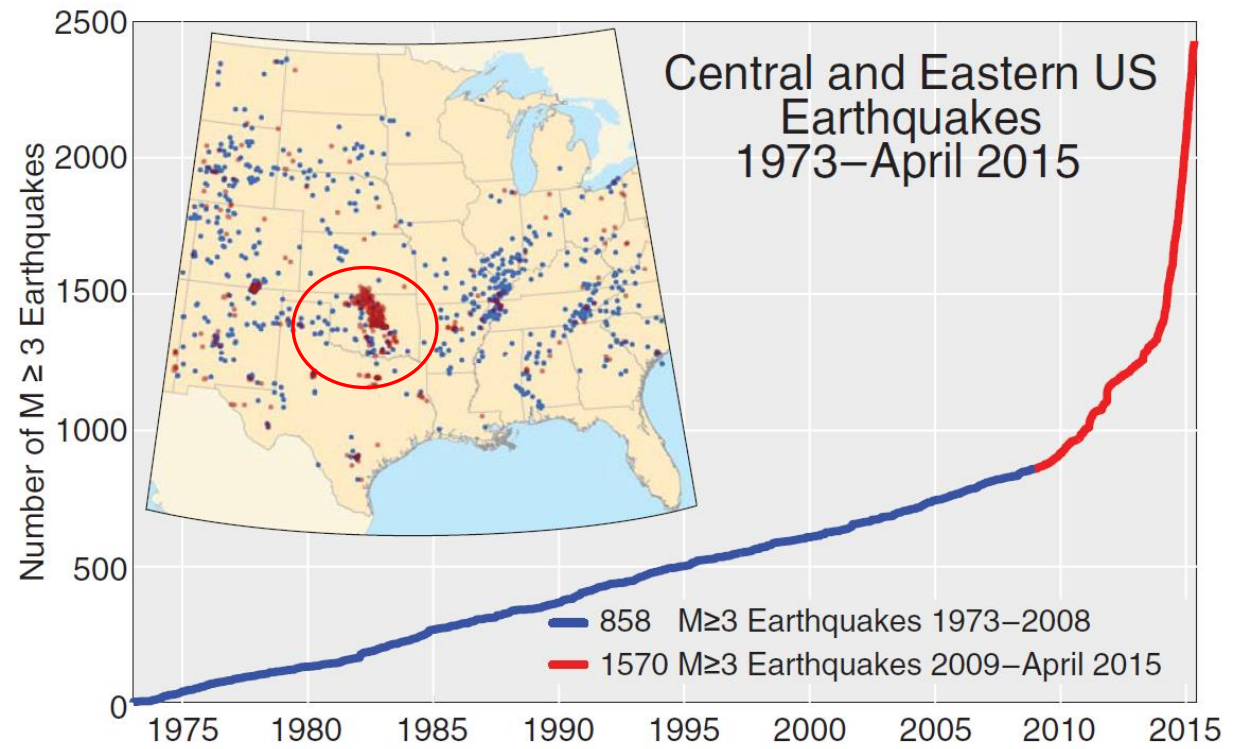 Central and Eastern US
Earthquakes
1973–April 2015
Number of M ≥ 3 Earthquakes
2500
2000
1500
1000
500
0
858 M≥3 Earthquakes 1973–2008
1570 M≥3 Earthquakes 2009–April 2015
1975 1980 1985 1990 1995 2000 2005 2010 2015